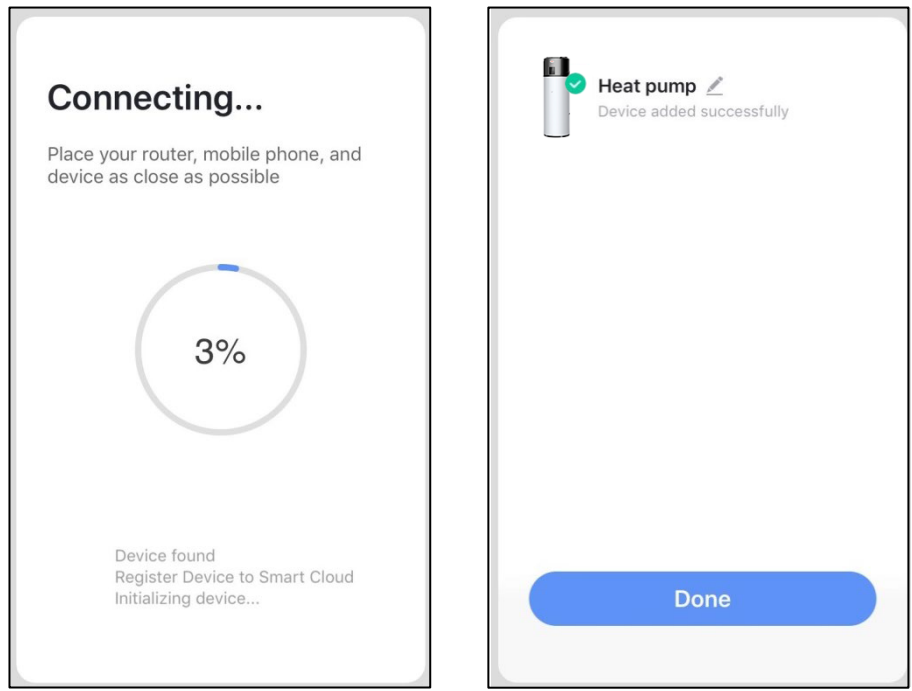 Connecting...
Place your router, mobile phone, and
device as close as possible
3%
Device found
Register Device to Smart Cloud
Initializing device...
Heat pump
Device added successfully
Done